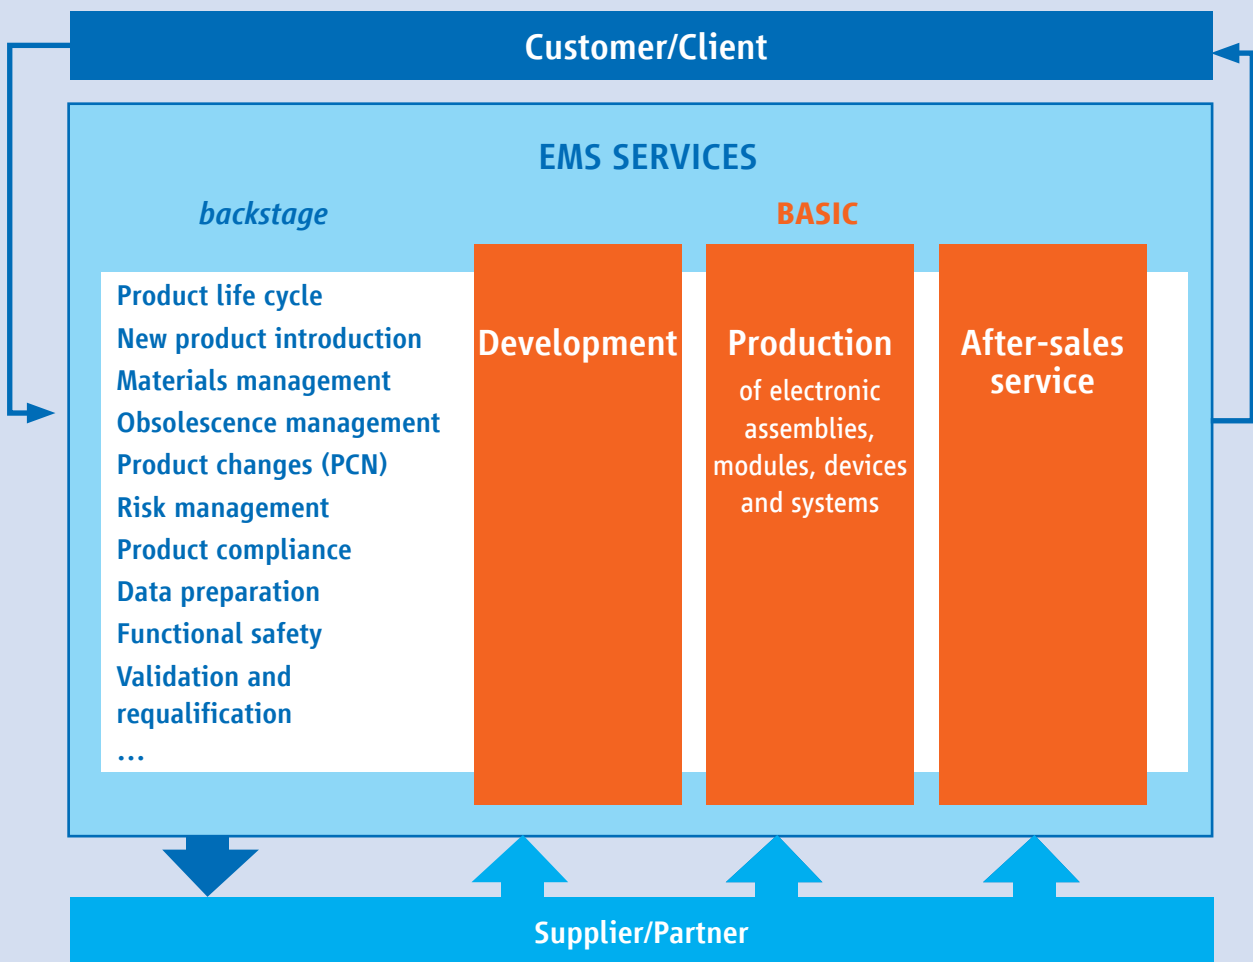 Customer/Client
EMS SERVICES
backstage
BASIC
Product life cycle
New product introduction
Materials management
Obsolescence management
Product changes (PCN)
Risk management
Product compliance
Data preparation
Functional safety
Validation and
requalification
...
Development
Production
of electronic
assemblies,
modules, devices
and systems
After-sales
service
Supplier/Partner